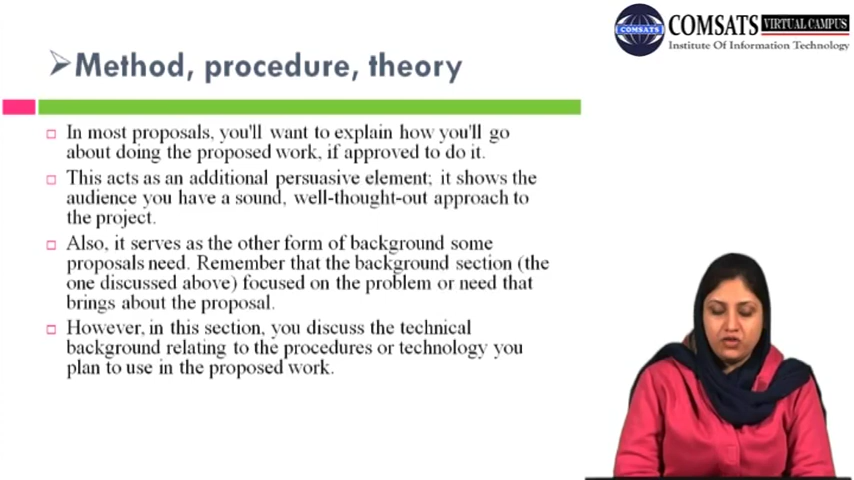 Method, procedure, theory
COMSATS VIRTUAL CAMPUS
Institute Of Information Technology
COMSATS
In most proposals, you'll want to explain how you'll go
about doing the proposed work, if approved to do it.
This acts as an additional persuasive element; it shows the
audience you have a sound, well-thought-out approach to
the project.
Also, it serves as the other form of background some
proposals need. Remember that the background section (the
one discussed above) focused on the problem or need that
brings about the proposal.
However, in this section, you discuss the technical
background relating to the procedures or technology you
plan to use in the proposed work.